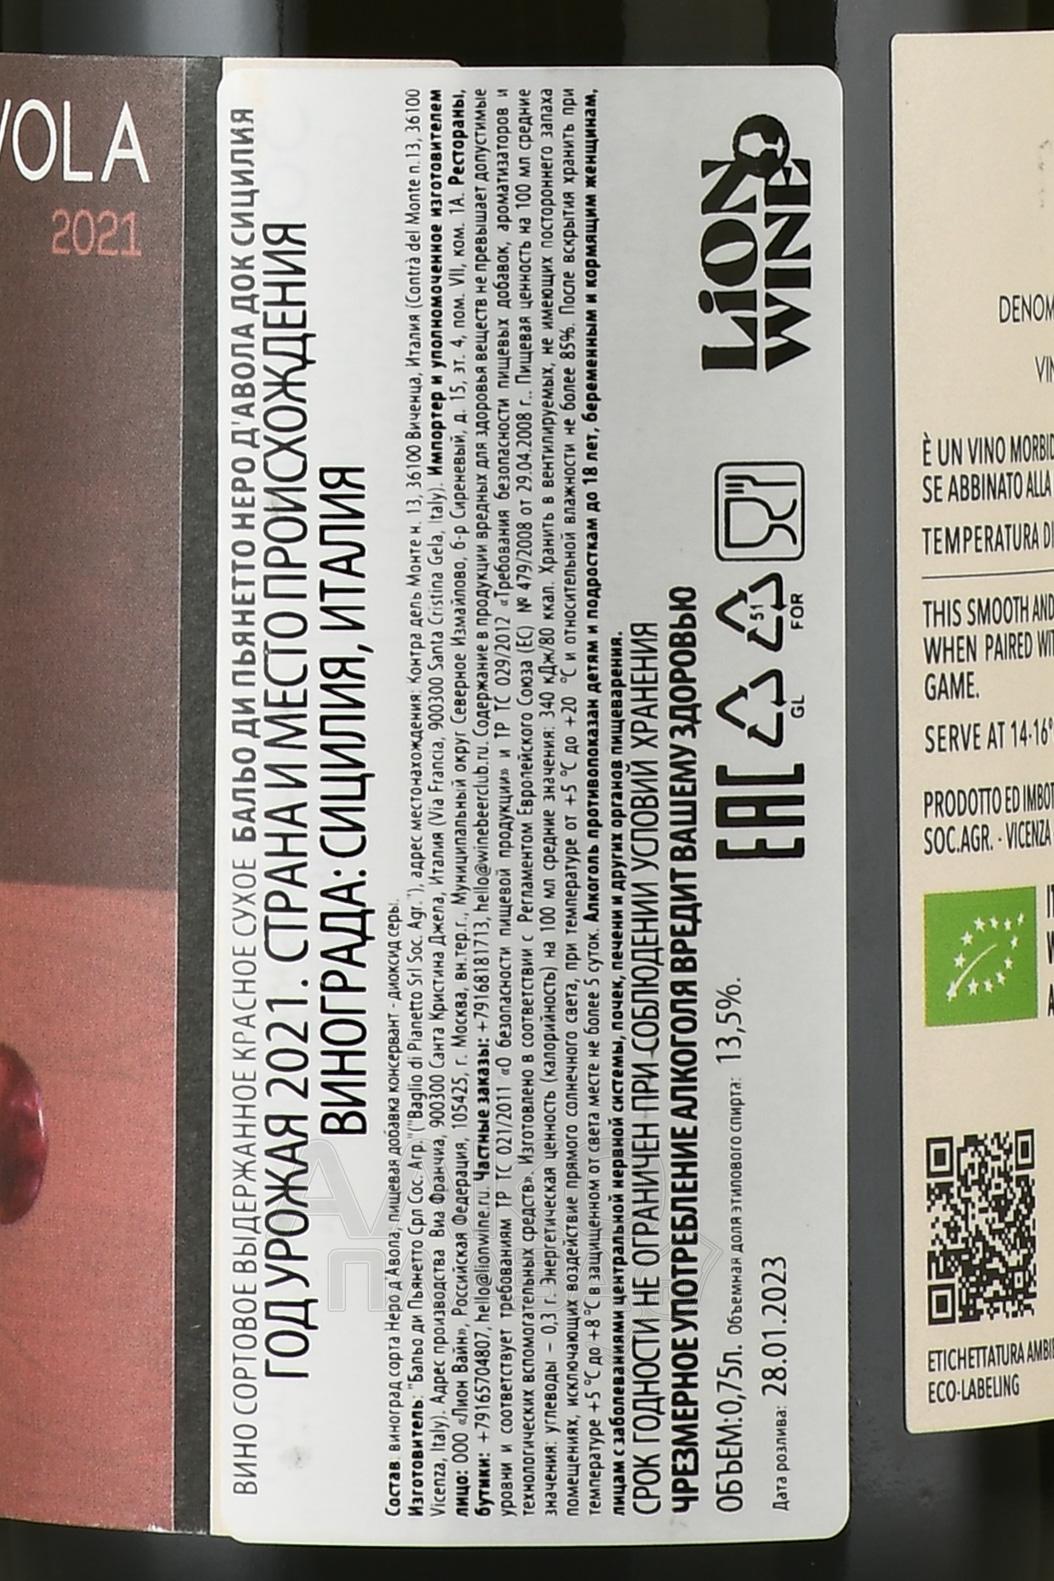 VOLA
2021
ВИНО СОРТОВОЕ ВЫДЕРЖАННОЕ КРАСНОЕ СУХОЕ БАЛЬО ДИ ПЬЯНЕТТО НЕРО Д'АВОЛА ДОК СИЦИЛИЯ
ГОД УРОЖАЯ 2021. СТРАНА И МЕСТО ПРОИСХОЖДЕНИЯ
ВИНОГРАДА: СИЦИЛИЯ, ИТАЛИЯ
Состав: виноград сорта Неро д'Авола, пищевая добавка консервант - диоксид серы.
Изготовитель: "Бальо ди Пьянетто Срл Сос. Агр." ("Baglio di Pianetto Srl Soc. Agr."), адрес местонахождения: Контра дель Монте н. 13, 36100 Виченца, Италия (Contrà del Monte n.13, 36100
Vicenza, Italy). Адрес производства Виа Франчиа, 900300 Санта Кристина Джела, Италия (Via Francia, 900300 Santa Cristina Gela, Italy). Импортер и уполномоченное изготовителем
лицо: ООО «Лион Вайн», Российская Федерация, 105425, г. Москва, вн.тер.г., Муниципальный округ Северное Измайлово, б-р Сиреневый, д. 15, эт. 4, пом. VII, ком. 1А. Рестораны,
бутики: +79165704807, hello@lionwine.ru. Частные заказы: +79168181713, hello@winebeerclub.ru. Содержание в продукции вредных для здоровья веществ не превышает допустимые
уровни и соответствует требованиям ТР ТС 021/2011 «О безопасности пищевой продукции» и ТР ТС 029/2012 «Требования безопасности пищевых добавок, ароматизаторов и
технологических вспомогательных средств». Изготовлено в соответствии с Регламентом Европейского Союза (ЕС) № 479/2008 от 29.04.2008 г.. Пищевая ценность на 100 мл средние
значения: углеводы – 0,3 г. Энергетическая ценность (калорийность) на 100 мл средние значения: 340 кДж/80 ккал. Хранить в вентилируемых, не имеющих постороннего запаха
помещениях, исключающих воздействие прямого солнечного света, при температуре от +5 °С до +20 °С и относительной влажности не более 85%. После вскрытия хранить при
температуре +5 °С до +8 °С в защищенном от света месте не более 5 суток. Алкоголь противопоказан детям и подросткам до 18 лет, беременным и кормящим женщинам,
лицам с заболеваниями центральной нервной системы, почек, печени и других органов пищеварения.
СРОК ГОДНОСТИ НЕ ОГРАНИЧЕН ПРИ СОБЛЮДЕНИИ УСЛОВИЙ ХРАНЕНИЯ
ЧРЕЗМЕРНОЕ УПОТРЕБЛЕНИЕ АЛКОГОЛЯ ВРЕДИТ ВАШЕМУ ЗДОРОВЬЮ
ОБЪЕМ:0,75л. Объемная доля этилового спирта: 13,5%.
Дата розлива: 28.01.2023
EAC
GL
51
FOR
LION
WINE
DENOM
VIN
È UN VINO MORBID
SE ABBINATO ALLA
TEMPERATURA DI
THIS SMOOTH AND
WHEN PAIRED WI
GAME.
SERVE AT 14-16°
PRODOTTO ED IMBOT
SOC.AGR. - VICENZA
ETICHETTATURA AMBIE
ECO-LABELING